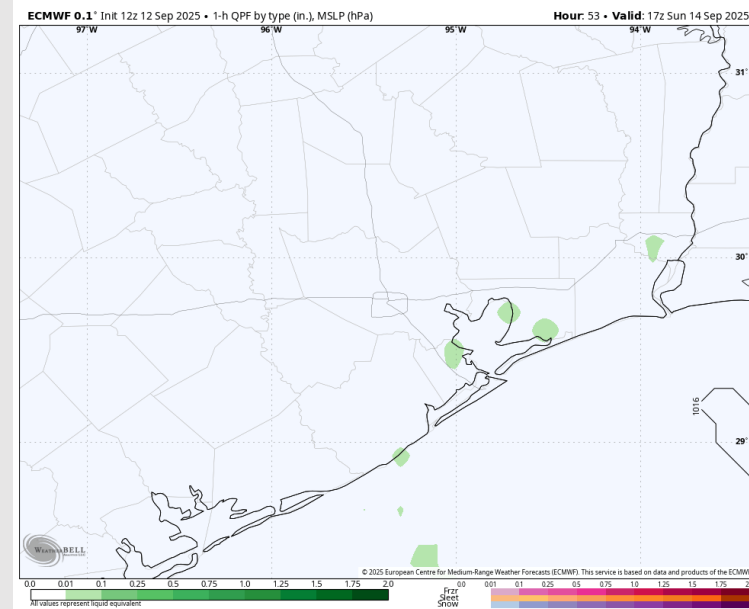 ECMWF 0.1° Init 12z 12 Sep 2025 • 1-h QPF by type (in.), MSLP (hPa)
Hour: 53 • Valid: 17z Sun 14 Sep 2025
97°W 96°W 95°W 94°W
31°
30°
1016
29°
WEATHERBELL
© 2025 European Centre for Medium-Range Weather Forecasts (ECMWF). This service is based on data and products of the ECMWF
0.0 0.01 0.1 0.25 0.5 0.75 1.0 1.25 1.5 1.75 2.0
All values represent liquid equivalent
0.0 0.01 0.1 0.25 0.5 0.75 1.0 1.25 1.5 1.75 2
Frzr
Sleet
Snow